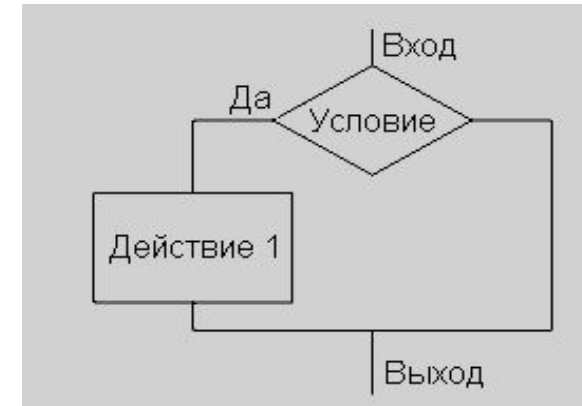 Вход
Да
Условие
Действие 1
Выход